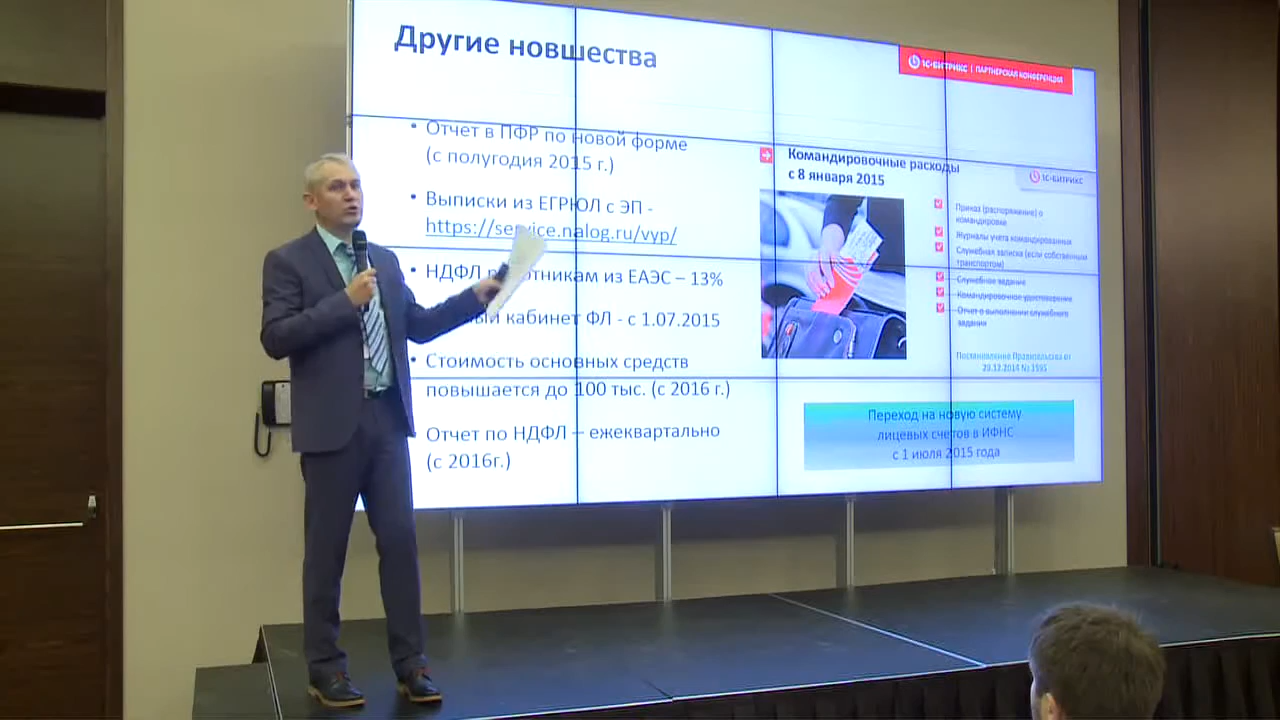 Другие новшества
1С-БИТРИКС | ПАРТНЕРСКАЯ КОНФЕРЕНЦИЯ
• Отчет в ПФР по новой форме
(с полугодия 2015 г.)
• Выписки из ЕГРЮЛ с ЭП -
https://service.nalog.ru/vyp/
• НДФЛ работникам из ЕАЭС – 13%
кабинет ФЛ - с 1.07.2015
• Стоимость основных средств
повышается до 100 тыс. (с 2016 г.)
• Отчет по НДФЛ – ежеквартально
(с 2016г.)
Командировочные расходы
с 8 января 2015
1С-БИТРИКС
Приказ (распоряжение) о
командировке
Журналы учета командированных
Служебная записка (если собственным
транспортом)
Служебное задание
Командировочное удостоверение
Отчет о выполнении служебного
задания
Постановление Правительства от
29.12.2014 № 1595
Переход на новую систему
лицевых счетов в ИФНС
с 1 июля 2015 года